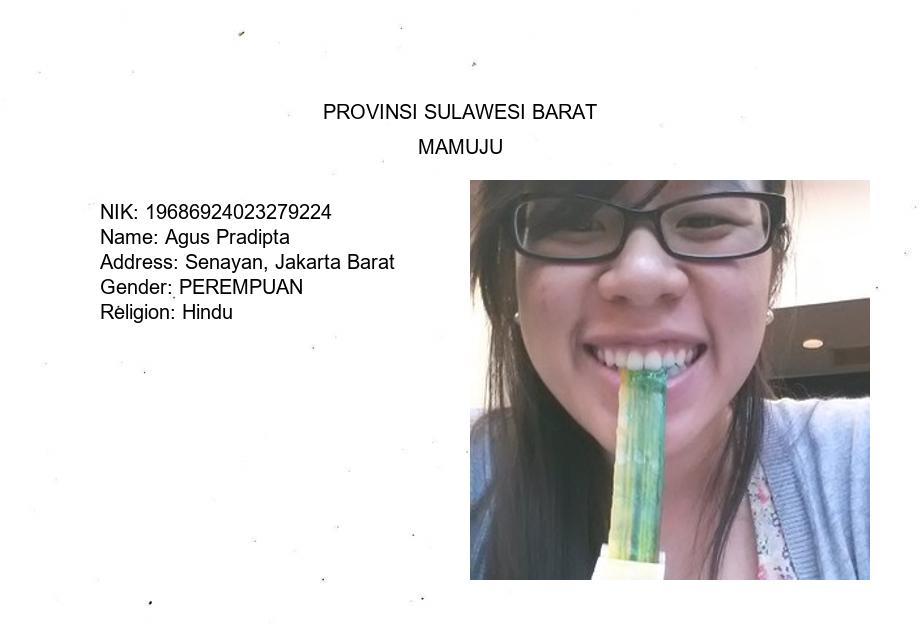 PROVINSI SULAWESI BARAT
MAMUJU
NIK: 19686924023279224
Name: Agus Pradipta
Address: Senayan, Jakarta Barat
Gender: PEREMPUAN
Religion: Hindu